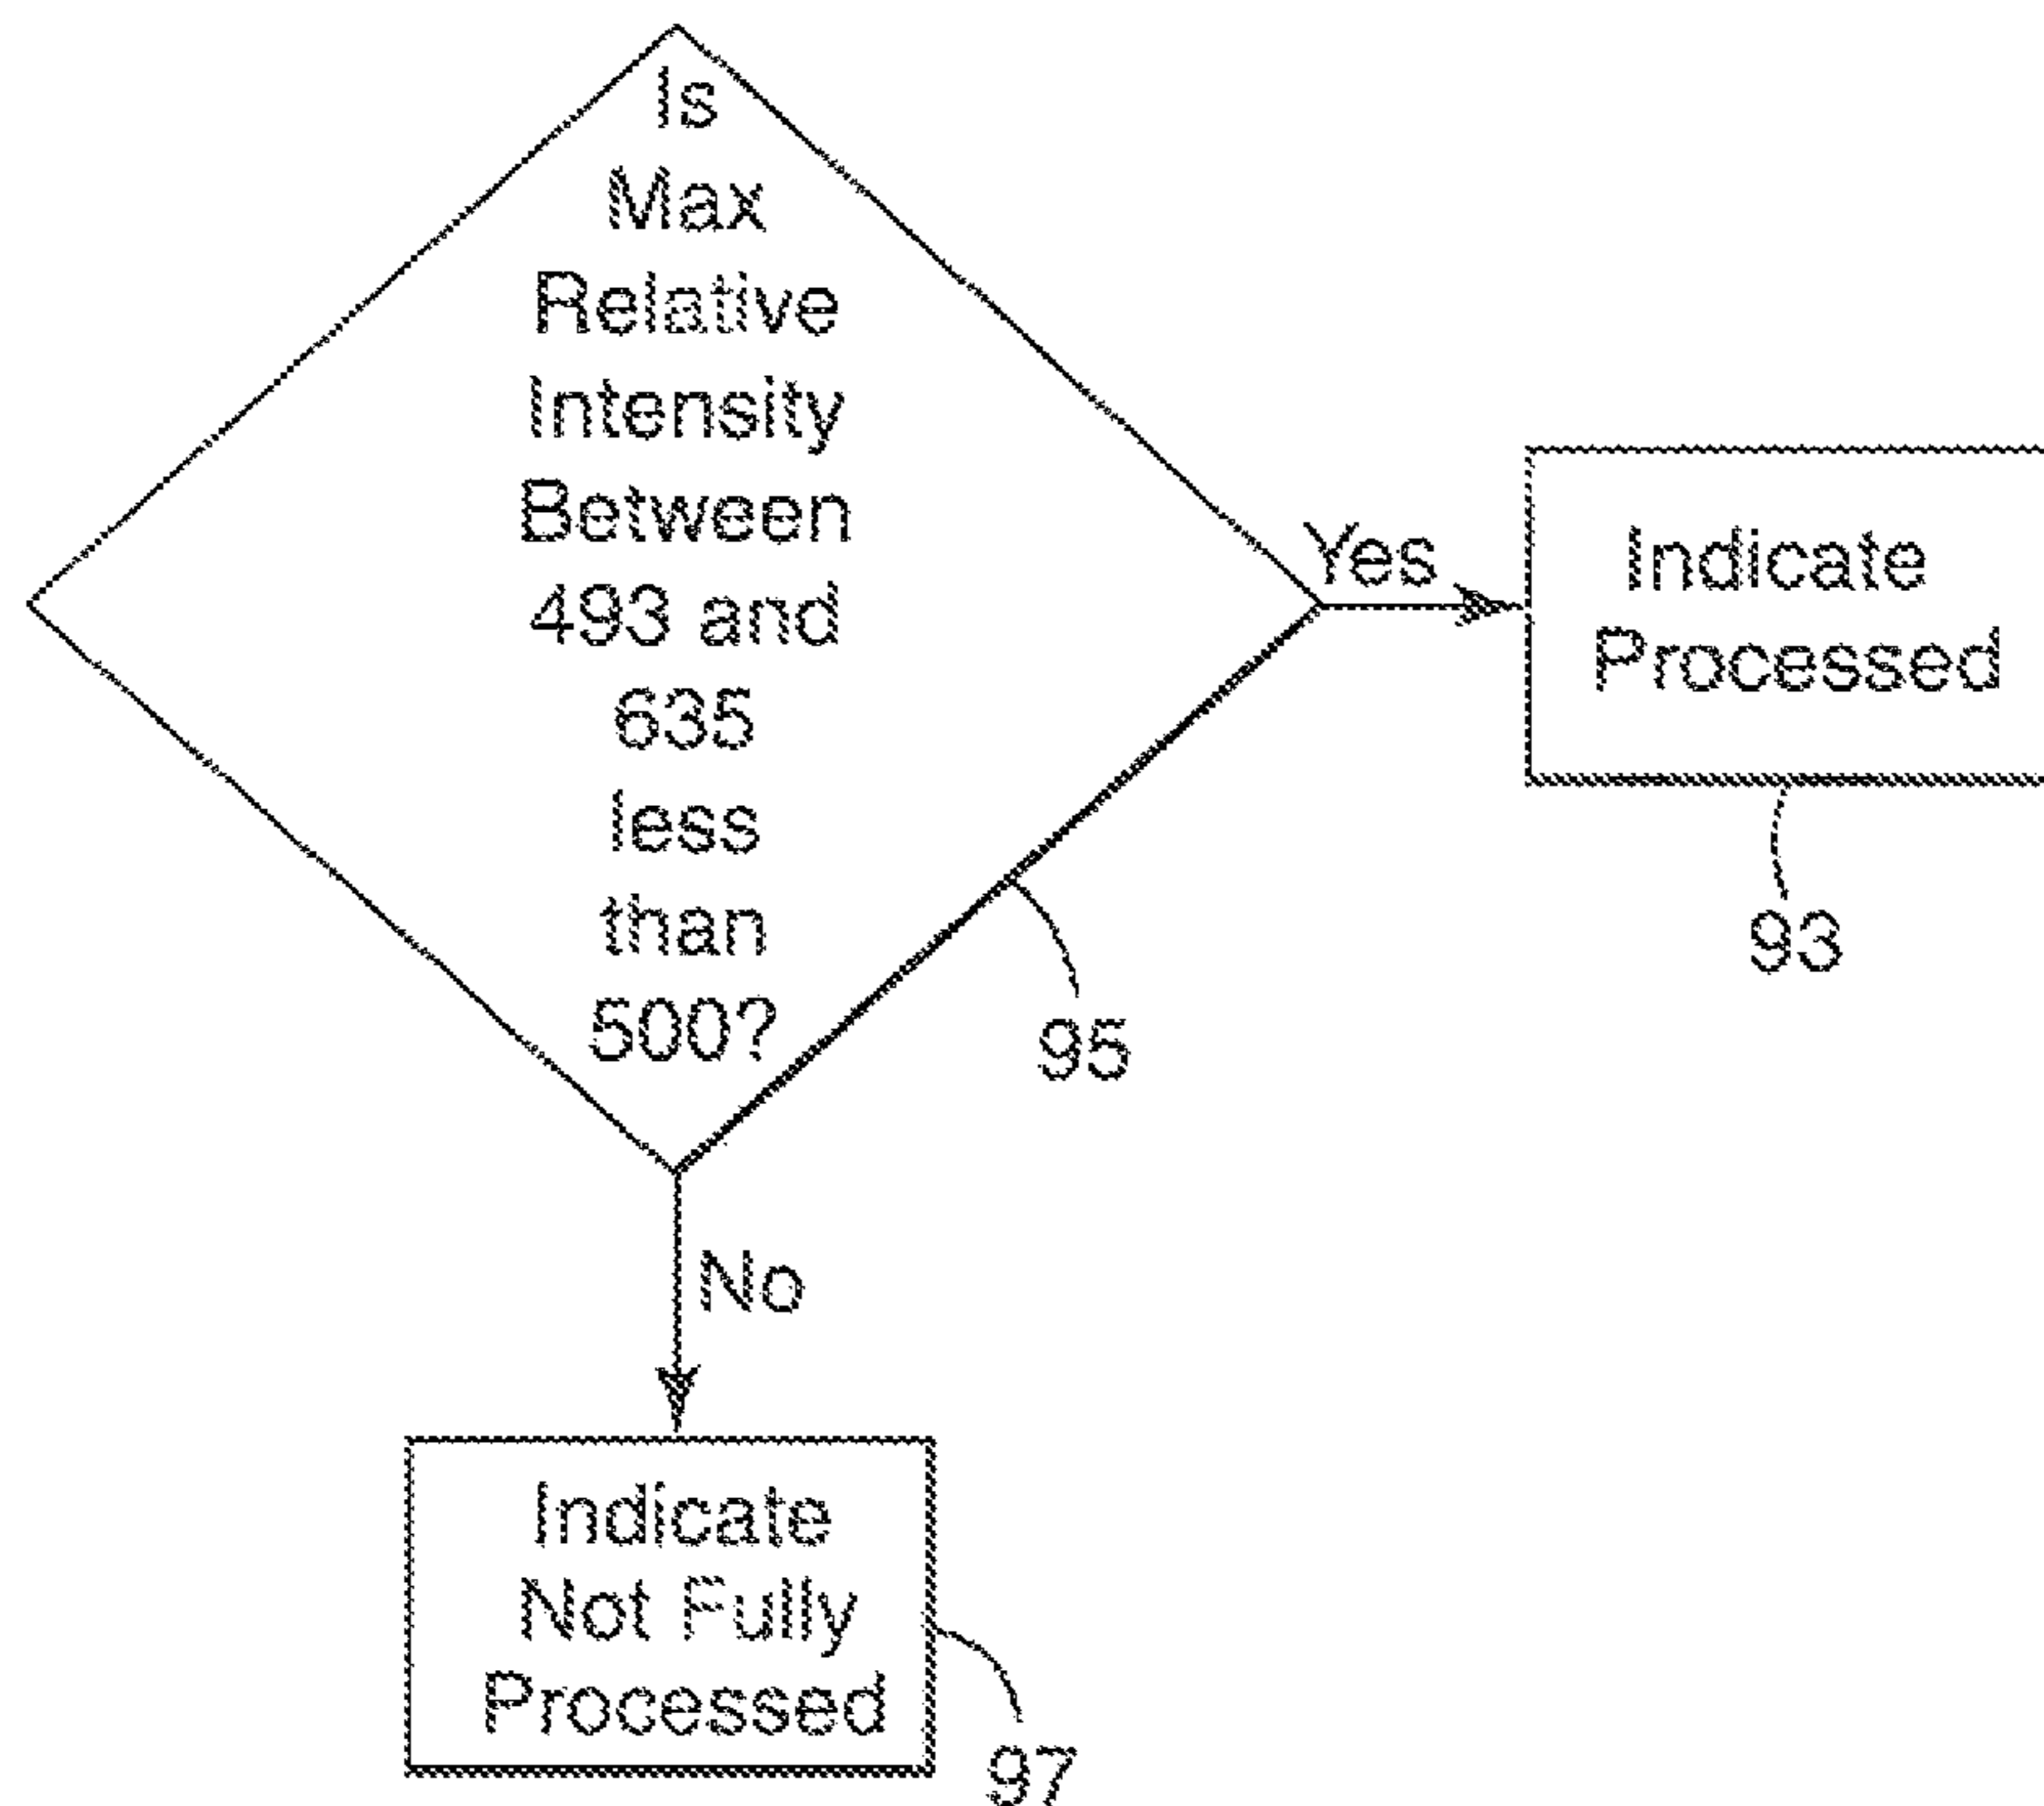 Is
Max
Relative
Intensity
Between
493 and
635
less
than
500?
Yes
Indicate
Processed
93
95
No
Indicate
Not Fully
Processed
97